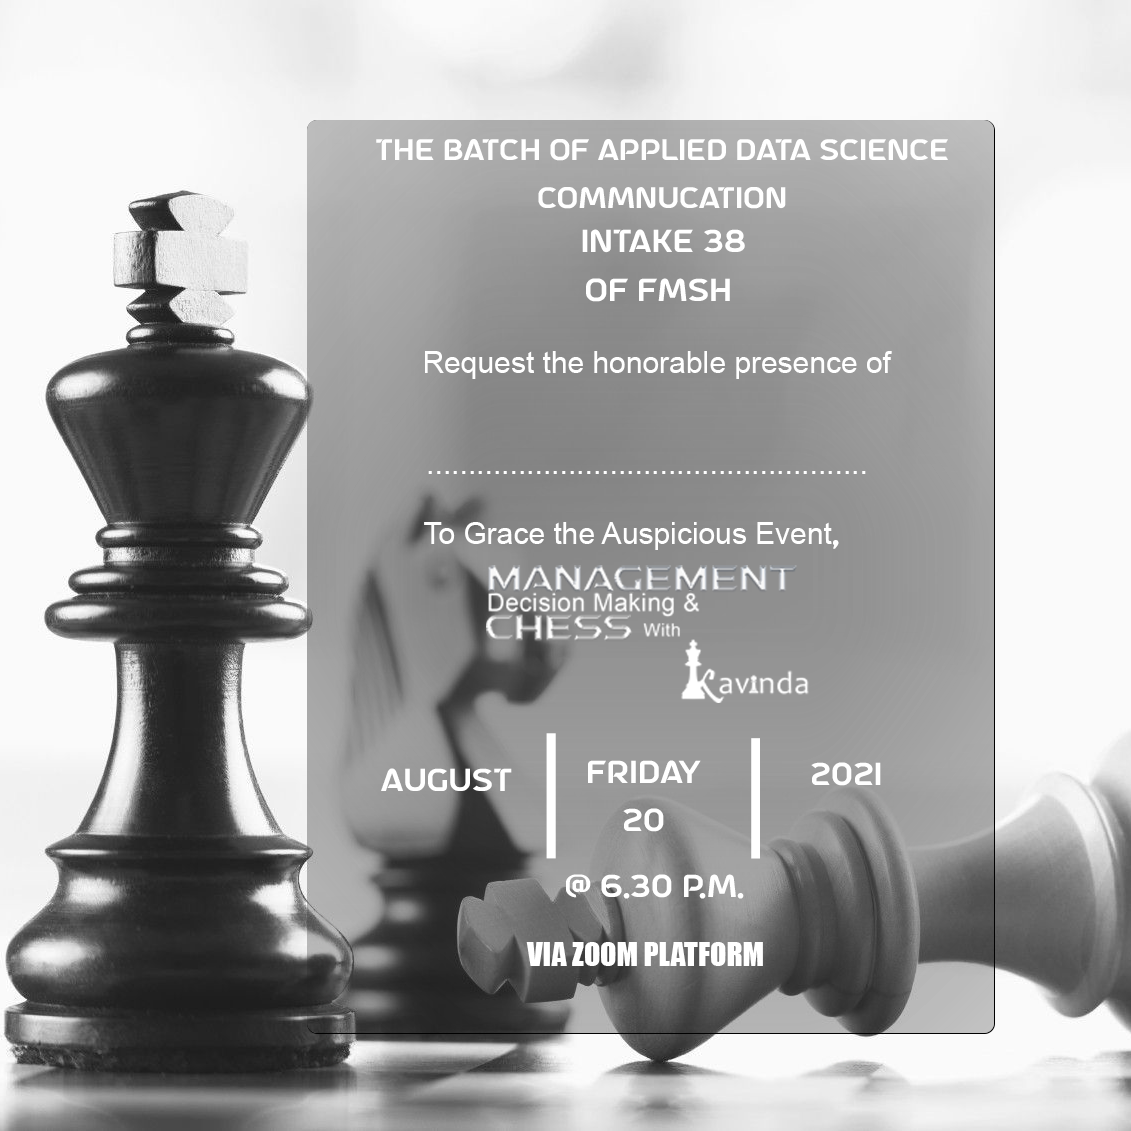 THE BATCH OF APPLIED DATA SCIENCE
COMMNUCATION
INTAKE 38
OF FMSH
Request the honorable presence of
.....................................................
To Grace the Auspicious Event,
MANAGEMENT
Decision Making &
CHESS With
Kavinda
AUGUST
FRIDAY
20
2021
@ 6.30 P.M.
VIA ZOOM PLATFORM